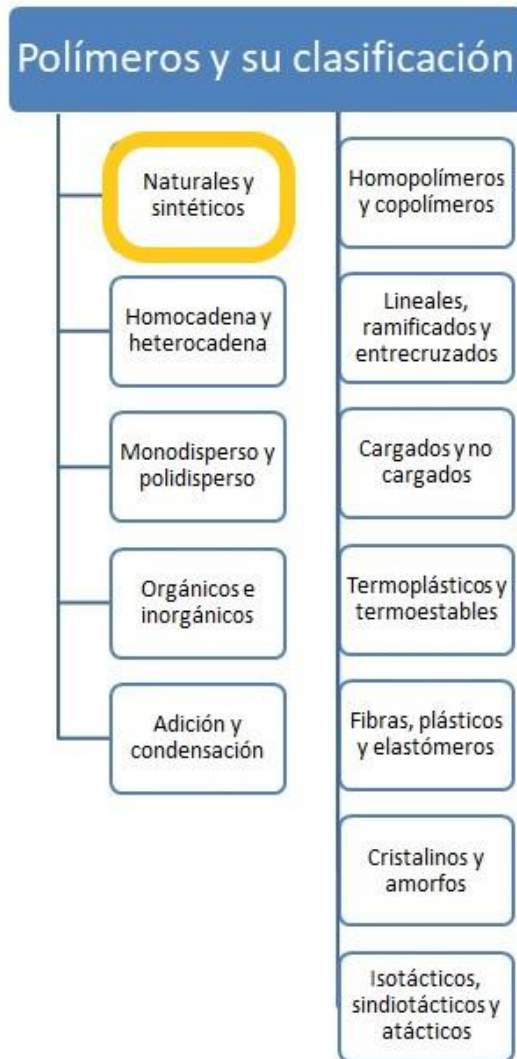 Polímeros y su clasificación
Naturales y
sintéticos
Homocadena y
heterocadena
Monodisperso y
polidisperso
Orgánicos e
inorgánicos
Adición y
condensación
Homopolímeros
y copolímeros
Lineales,
ramificados y
entrecruzados
Cargados y no
cargados
Termoplásticos y
termoestables
Fibras, plásticos
y elastómeros
Cristalinos y
amorfos
Isotácticos,
sindiotácticos y
atácticos